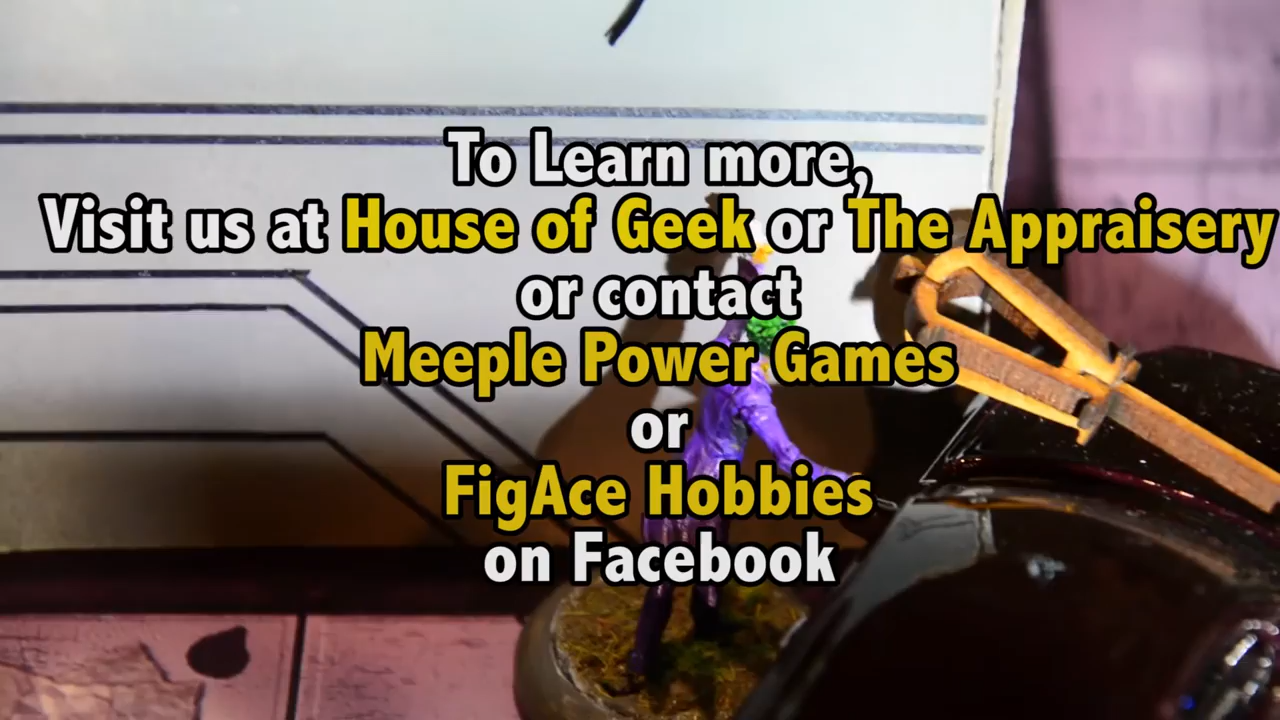 To Learn more,
Visit us at House of Geek or The Appraisery
or contact
Meeple Power Games
or
FigAce Hobbies
on Facebook